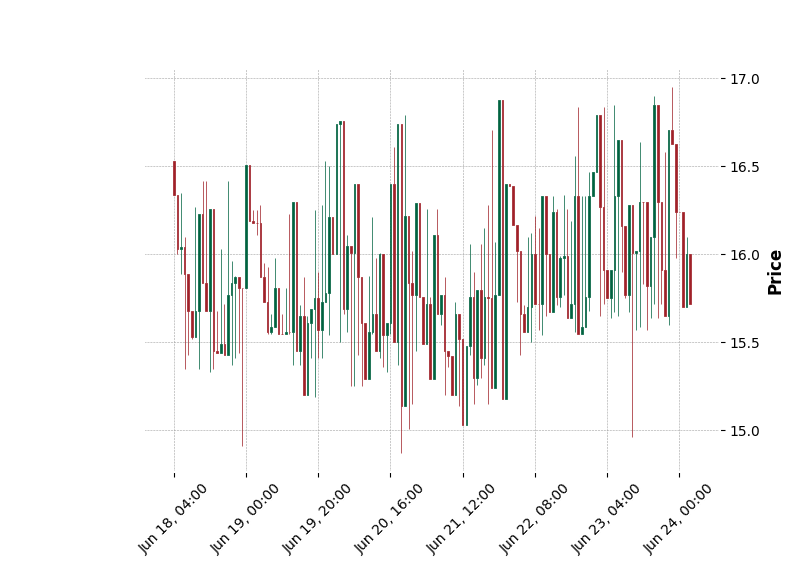 17.0
16.5
16.0
15.5
15.0
Price
Jun 18, 04:00
Jun 19, 00:00
Jun 19, 20:00
Jun 20, 16:00
Jun 21, 12:00
Jun 22, 08:00
Jun 23, 04:00
Jun 24, 00:00